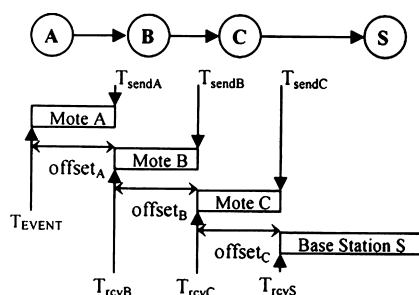 A B C S
T_sendA T_sendB T_sendC
Mote A
offset_A Mote B
T_EVENT offset_B Mote C
offset_C Base Station S
T_rcvB T_rcvC T_rcvS